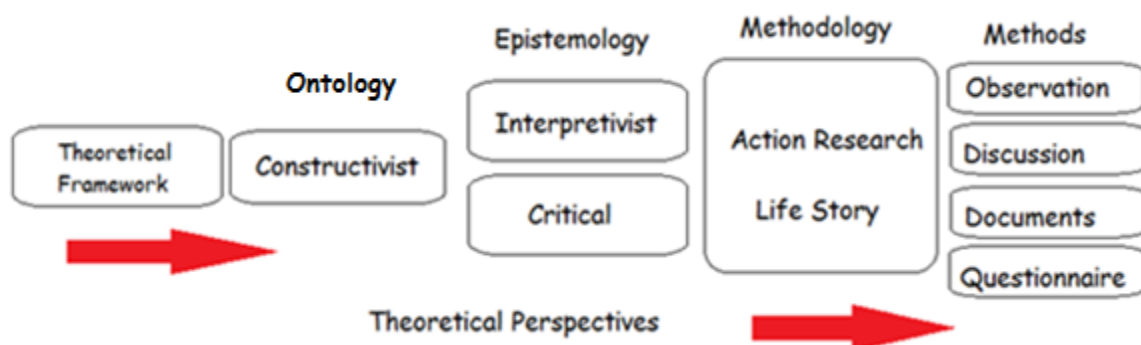 Epistemology
Methodology
Methods
Ontology
Theoretical
Framework
Constructivist
Interpretivist
Critical
Action Research
Life Story
Observation
Discussion
Documents
Questionnaire
Theoretical Perspectives